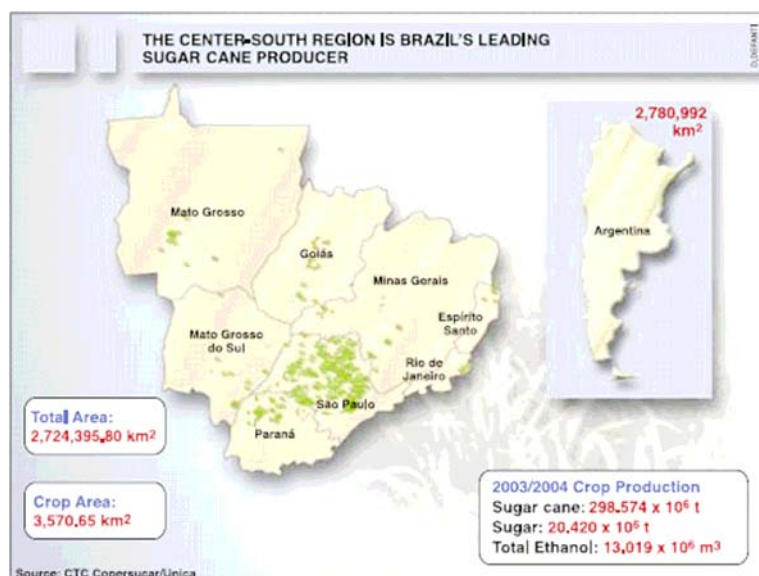 THE CENTER-SOUTH REGION IS BRAZIL'S LEADING
SUGAR CANE PRODUCER
2,780,992
km²
Argentina
Mato Grosso
Goiás
Minas Gerais
Espírito
Santo
Mato Grosso
do Sul
Rio de
Janeiro
São Paulo
Paraná
Total Area:
2,724,395.80 km²
Crop Area:
3,570.65 km²
2003/2004 Crop Production
Sugar cane: 298.574 x 10⁶ t
Sugar: 20.420 x 10⁶ t
Total Ethanol: 13,019 x 10⁶ m³
Source: CTC Copersucar/Unica